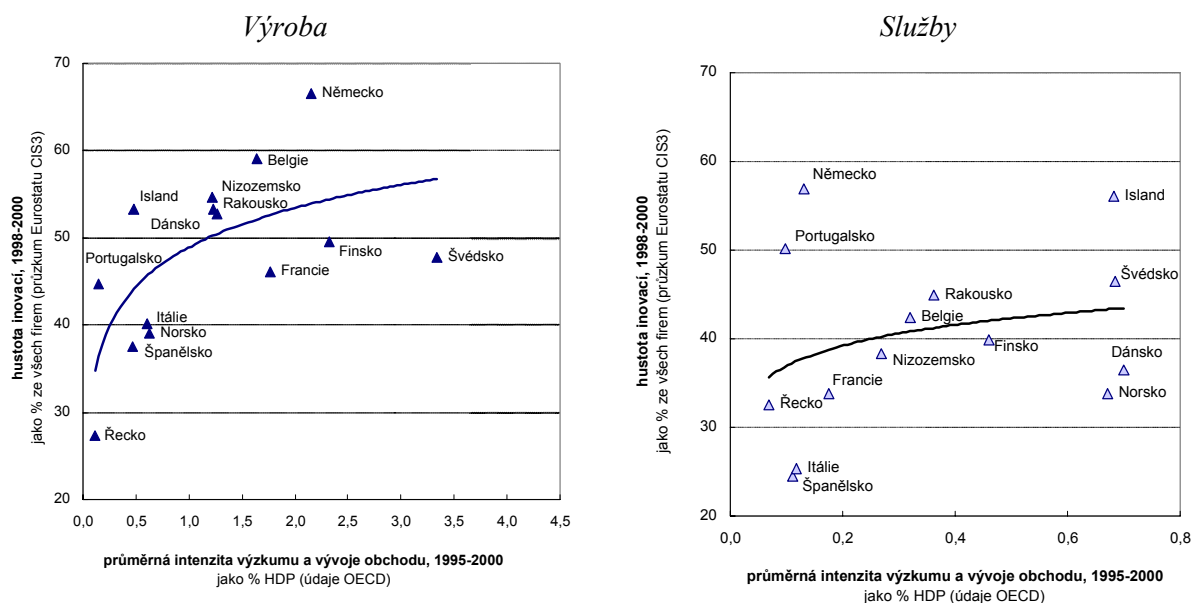 Výroba
hustota inovací, 1998-2000
jako % ze všech firem (průzkum Eurostatu CIS3)
70
60
50
40
30
20
Německo
Belgie
Nizozemsko
Island
Rakousko
Dánsko
Finsko
Švédsko
Portugalsko
Francie
Itálie
Norsko
Španělsko
Řecko
0,0 0,5 1,0 1,5 2,0 2,5 3,0 3,5 4,0 4,5
průměrná intenzita výzkumu a vývoje obchodu, 1995-2000
jako % HDP (údaje OECD)
Služby
hustota inovací, 1998-2000
jako % ze všech firem (průzkum Eurostatu CIS3)
70
60
50
40
30
20
Německo
Island
Portugalsko
Švédsko
Rakousko
Belgie
Finsko
Nizozemsko
Dánsko
Francie
Norsko
Řecko
Itálie
Španělsko
0,0 0,2 0,4 0,6 0,8
průměrná intenzita výzkumu a vývoje obchodu, 1995-2000
jako % HDP (údaje OECD)